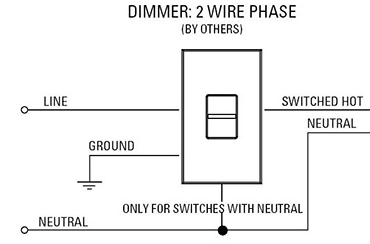 DIMMER: 2 WIRE PHASE
(BY OTHERS)
LINE
SWITCHED HOT
NEUTRAL
GROUND
ONLY FOR SWITCHES WITH NEUTRAL
NEUTRAL